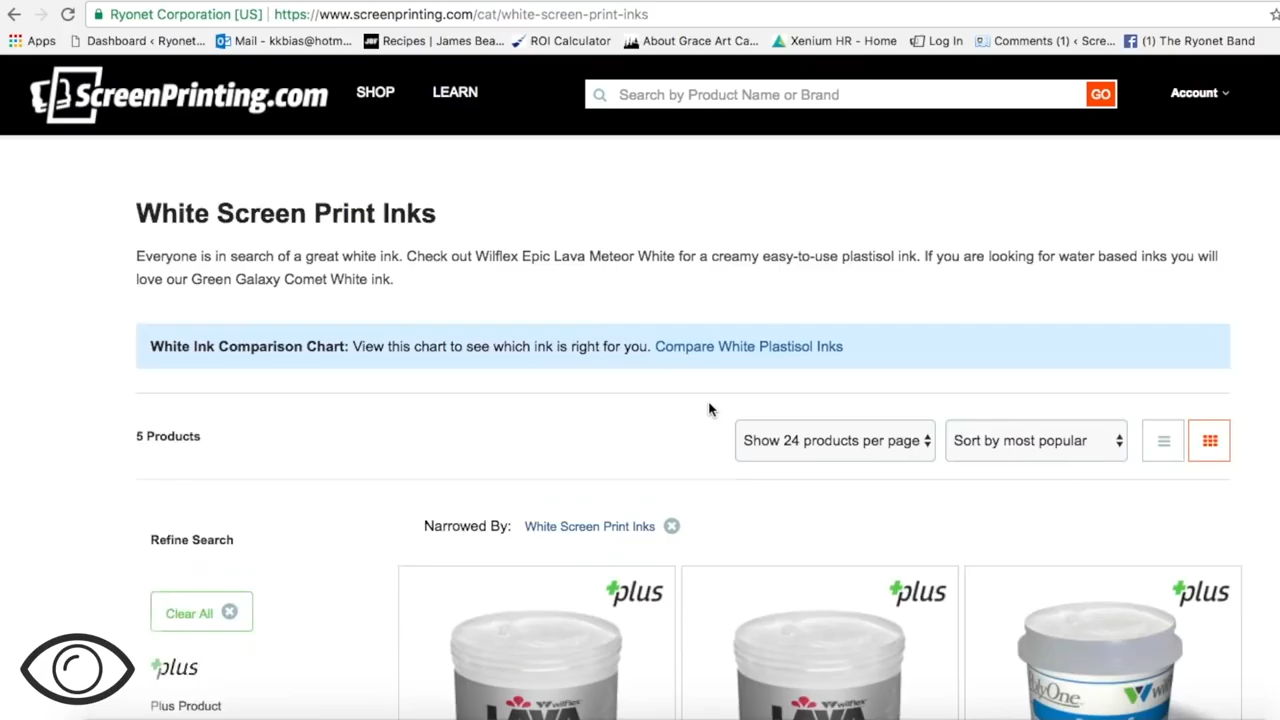 Ryonet Corporation [US] https://www.screenprinting.com/cat/white-screen-print-inks
Apps Dashboard ‹ Ryonet... Mail - kkbias@hotm... Recipes | James Bea... ROI Calculator About Grace Art Ca... Xenium HR - Home Log In Comments (1) ‹ Scre... (1) The Ryonet Band
ScreenPrinting.com SHOP LEARN Search by Product Name or Brand GO Account
White Screen Print Inks
Everyone is in search of a great white ink. Check out Wilflex Epic Lava Meteor White for a creamy easy-to-use plastisol ink. If you are looking for water based inks you will
love our Green Galaxy Comet White ink.
White Ink Comparison Chart: View this chart to see which ink is right for you. Compare White Plastisol Inks
5 Products Show 24 products per page Sort by most popular
Narrowed By: White Screen Print Inks
Refine Search
plus plus plus
Clear All
plus
Plus Product
wilflex wilflex PolyOne
LAVA LAVA